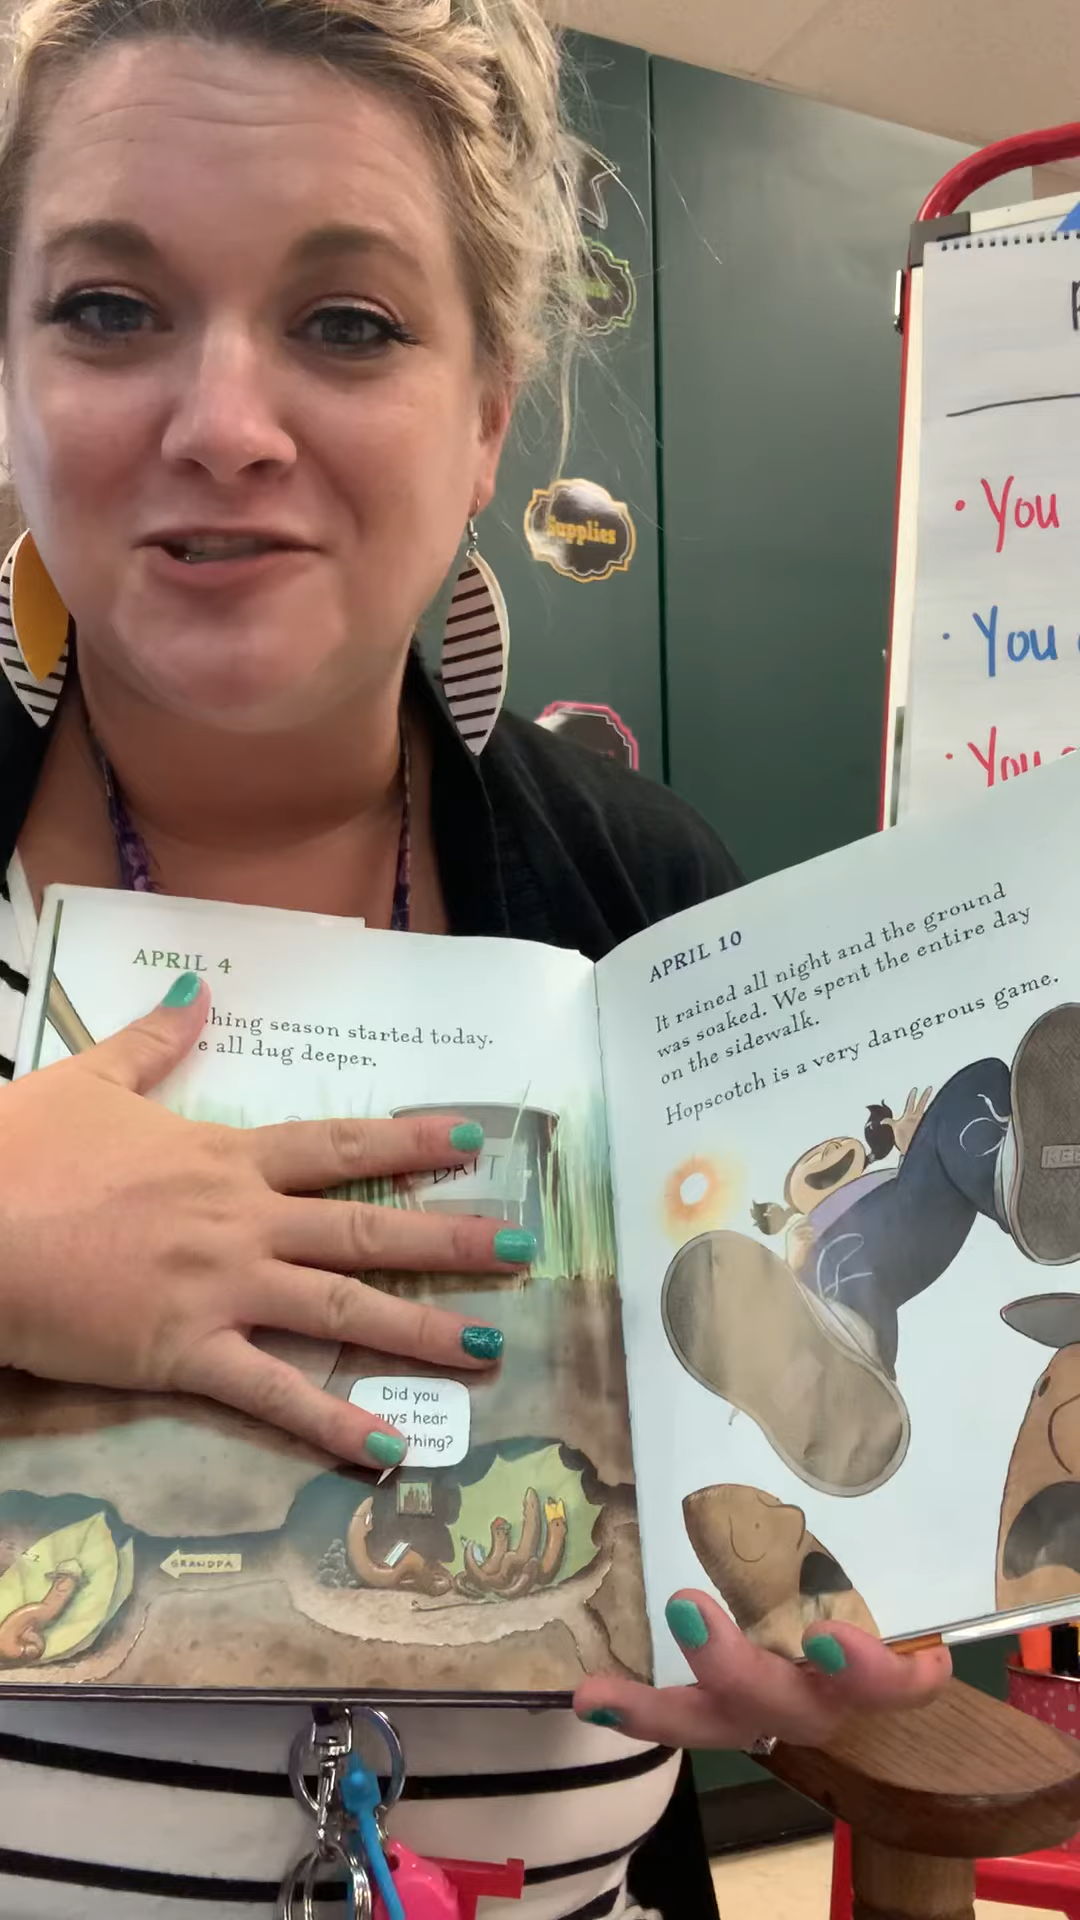 Supplies
You
You
You
APRIL 4
hing season started today.
e all dug deeper.
BAIT
Did you
guys hear
thing?
GRANDPA
APRIL 10
It rained all night and the ground
was soaked. We spent the entire day
on the sidewalk.
Hopscotch is a very dangerous game.